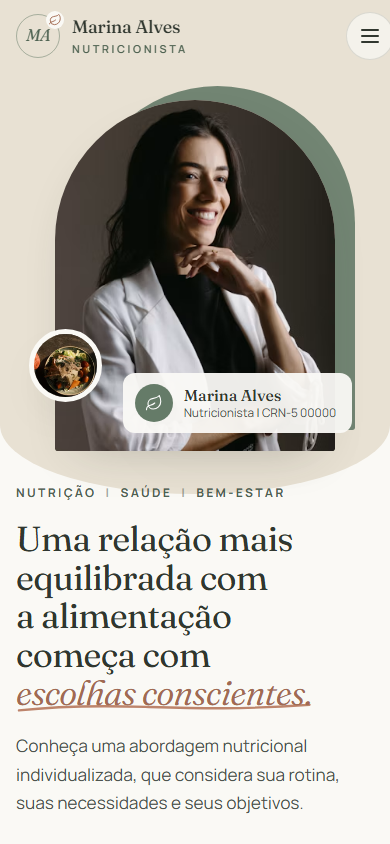 MA
Marina Alves
NUTRICIONISTA
Marina Alves
Nutricionista | CRN-5 00000
NUTRIÇÃO | SAÚDE | BEM-ESTAR
Uma relação mais
equilibrada com
a alimentação
começa com
escolhas conscientes.
Conheça uma abordagem nutricional
individualizada, que considera sua rotina,
suas necessidades e seus objetivos.